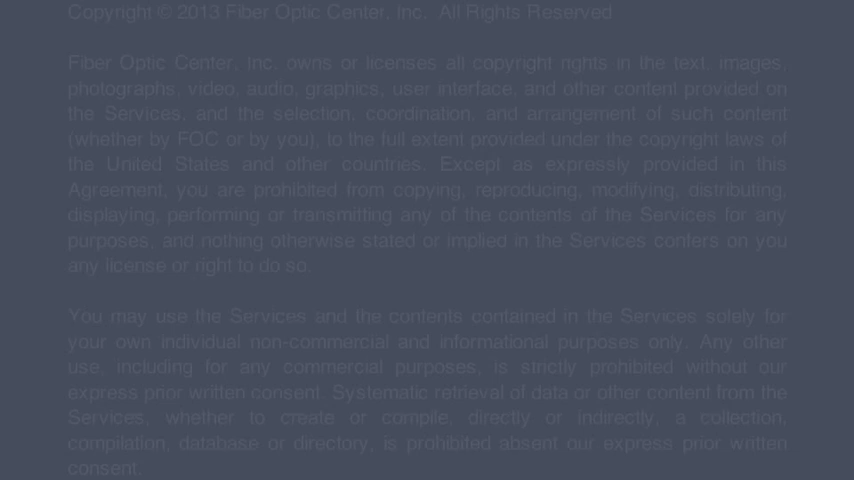 Copyright © 2013 Fiber Optic Center, Inc.  All Rights Reserved
Fiber Optic Center, Inc. owns or licenses all copyright rights in the text, images,
photographs, video, audio, graphics, user interface, and other content provided on
the Services, and the selection, coordination, and arrangement of such content
(whether by FOC or by you), to the full extent provided under the copyright laws of
the United States and other countries. Except as expressly provided in this
Agreement, you are prohibited from copying, reproducing, modifying, distributing,
displaying, performing or transmitting any of the contents of the Services for any
purposes, and nothing otherwise stated or implied in the Services confers on you
any license or right to do so.
You may use the Services and the contents contained in the Services solely for
your own individual non-commercial and informational purposes only. Any other
use, including for any commercial purposes, is strictly prohibited without our
express prior written consent. Systematic retrieval of data or other content from the
Services, whether to create or compile, directly or indirectly, a collection,
compilation, database or directory, is prohibited absent our express prior written
consent.